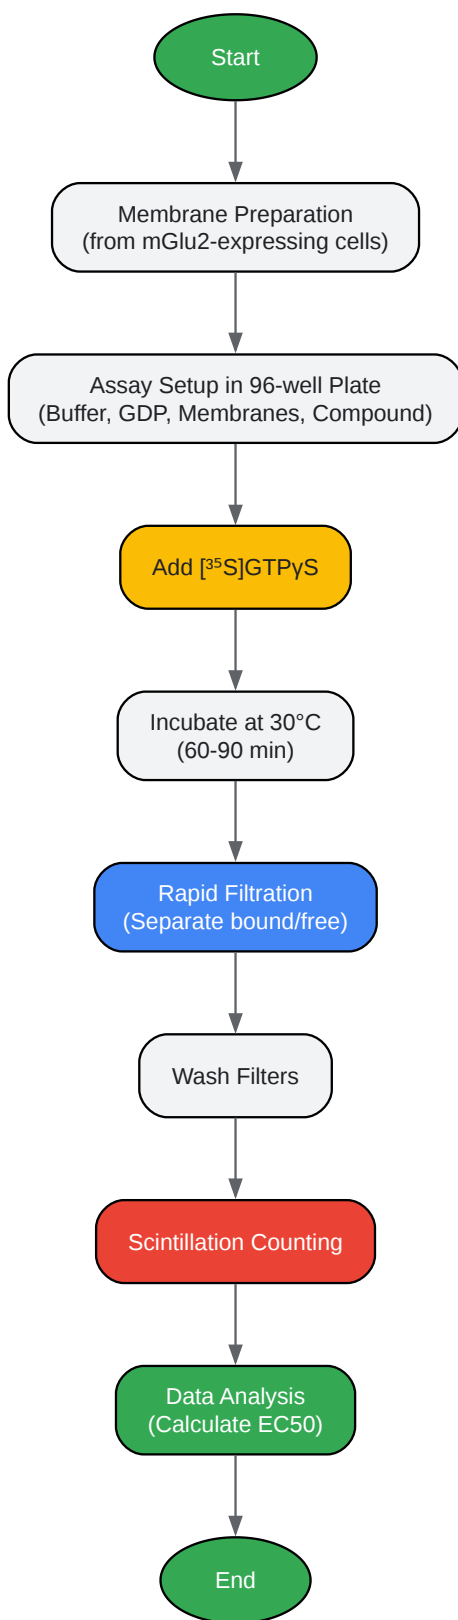 Start
Membrane Preparation
(from mGlu2-expressing cells)
Assay Setup in 96-well Plate
(Buffer, GDP, Membranes, Compound)
Add [³⁵S]GTPγS
Incubate at 30°C
(60-90 min)
Rapid Filtration
(Separate bound/free)
Wash Filters
Scintillation Counting
Data Analysis
(Calculate EC50)
End